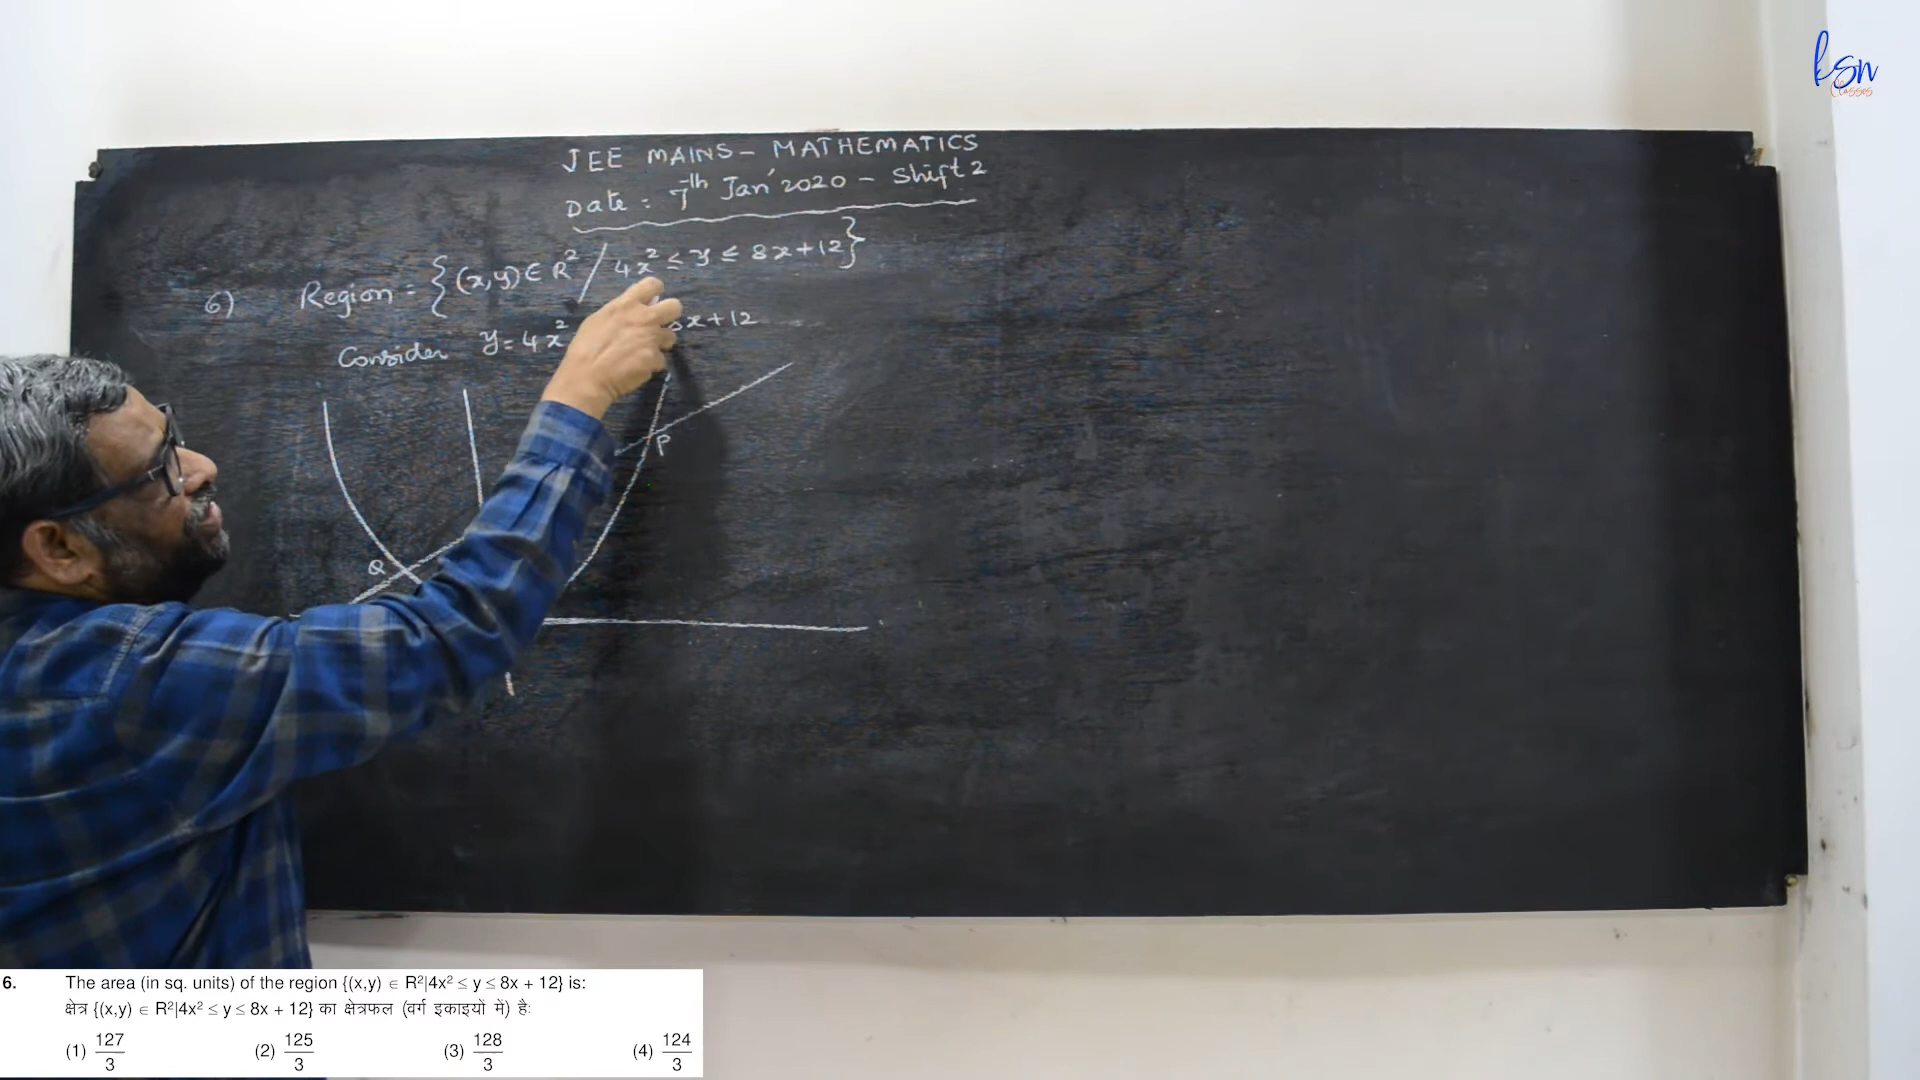 ksn
Classes
JEE MAINS - MATHEMATICS
Date : 7th Jan' 2020 - Shift 2
6) Region = {(x,y) ∈ R² / 4x² ≤ y ≤ 8x+12}
Consider y = 4x² x+12
P
Q
6. The area (in sq. units) of the region {(x,y) ∈ R²|4x² ≤ y ≤ 8x + 12} is:
क्षेत्र {(x,y) ∈ R²|4x² ≤ y ≤ 8x + 12} का क्षेत्रफल (वर्ग इकाइयों में) है:
(1) 127/3 (2) 125/3 (3) 128/3 (4) 124/3